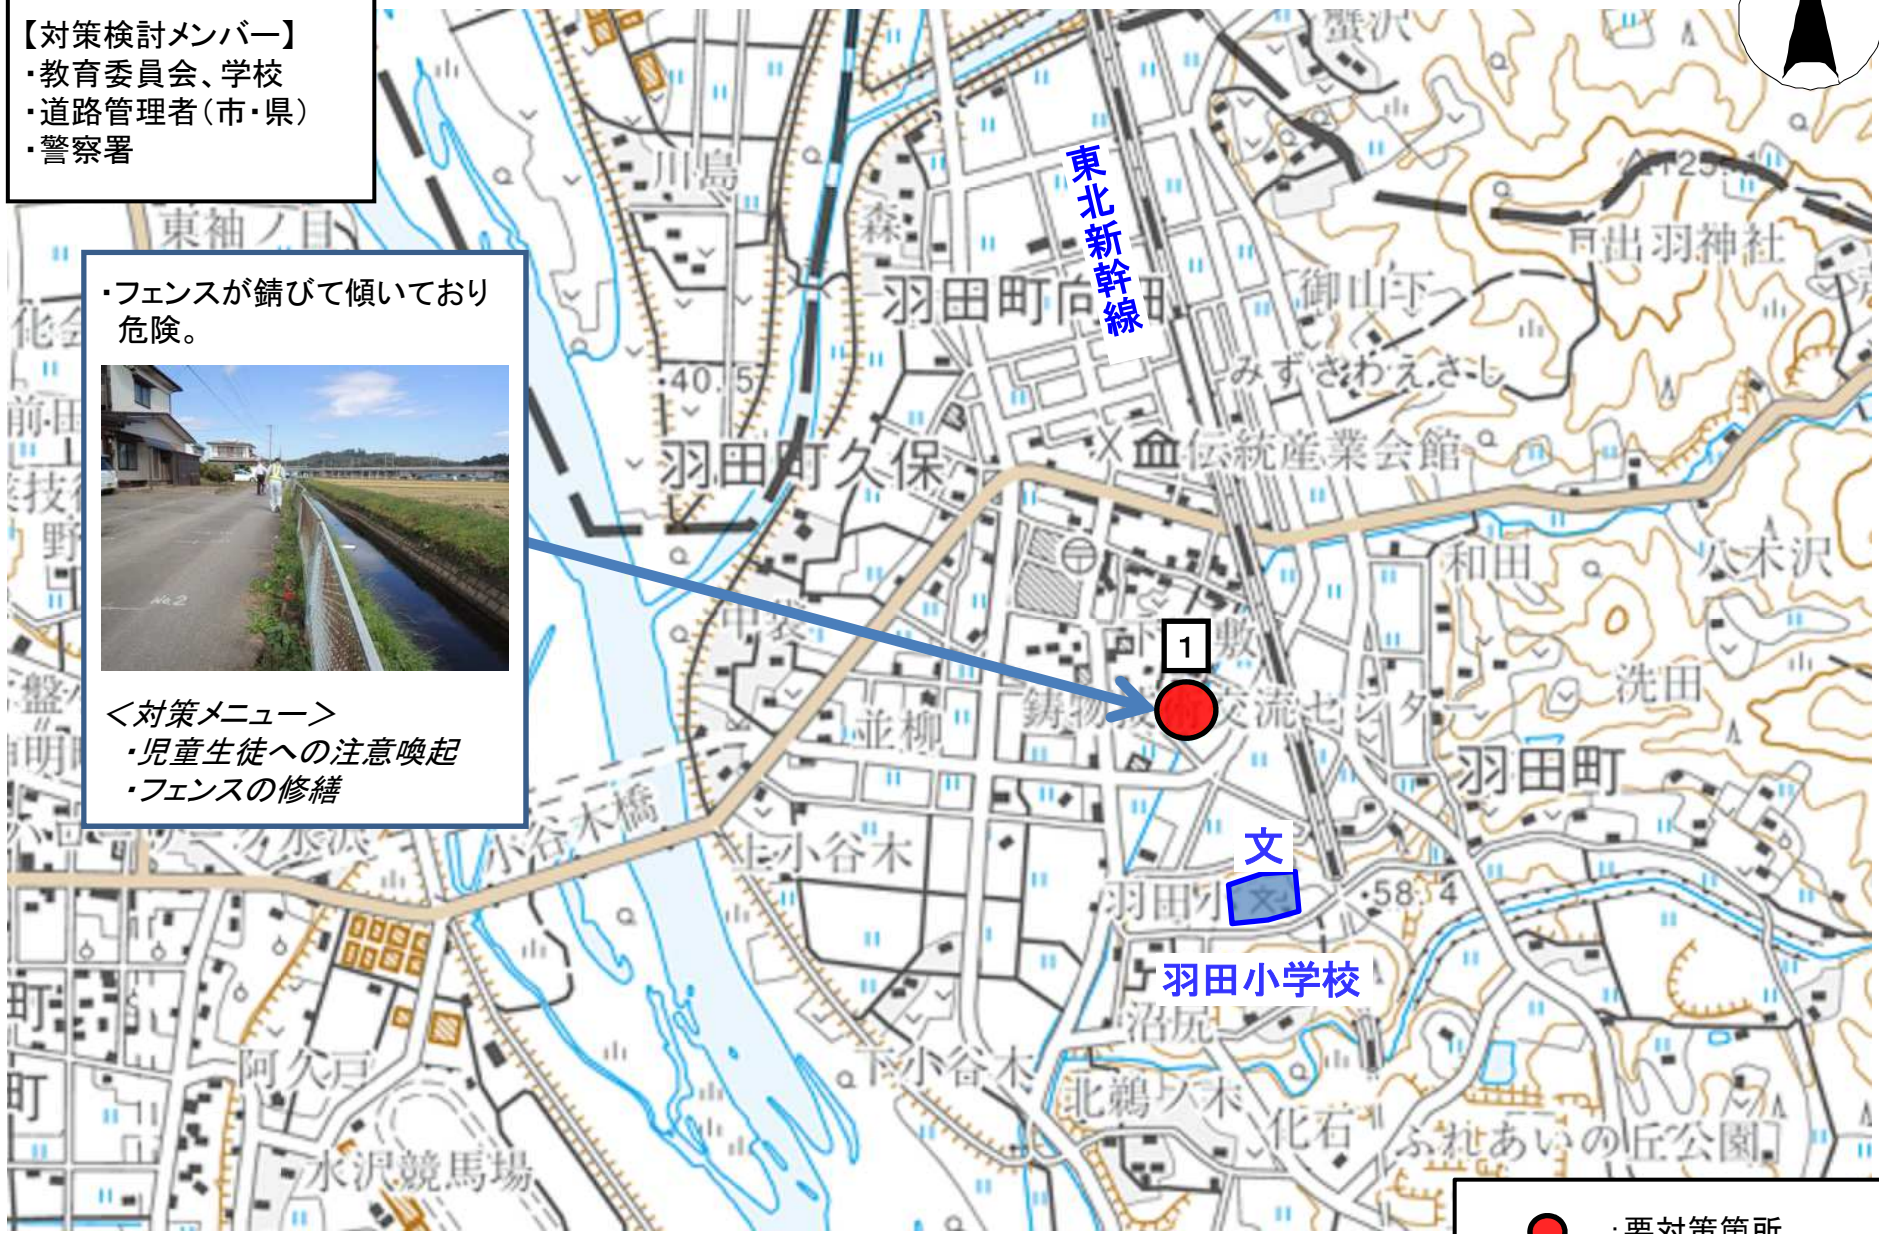 【対策検討メンバー】
・教育委員会、学校
・道路管理者（市・県）
・警察署
蟹沢
東袖ノ目
川島
森
東北新幹線
出羽神社
羽田町向畑
御山下
・フェンスが錆びて傾いており
危険。
40.5
みずさわえさし
羽田町久保
伝統産業会館
和田
八木沢
No.2
中袋
1
洗田
並柳
交流センター
羽田町
＜対策メニュー＞
・児童生徒への注意喚起
・フェンスの修繕
小谷木橋
上小谷木
文
羽田小
58.4
羽田小学校
沼尻
阿久戸
下小谷木
北鵜ノ木
化石
ふれあいの丘公園
水沢競馬場
：要対策箇所